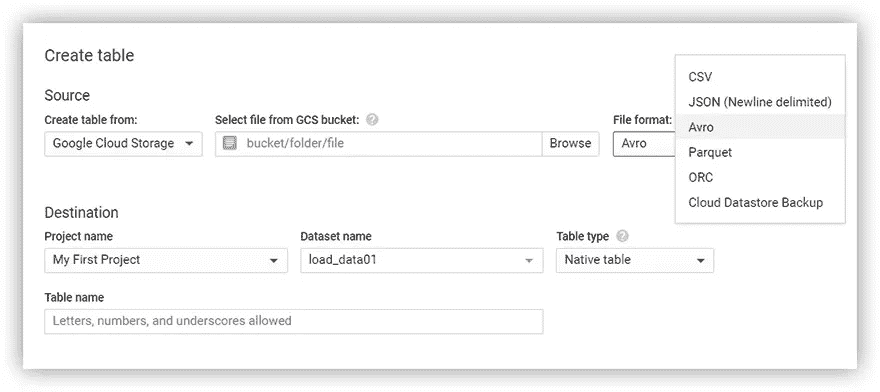 Create table
Source
Create table from:
Select file from GCS bucket: ?
File format:
Google Cloud Storage
bucket/folder/file
Browse
Avro
CSV
JSON (Newline delimited)
Avro
Parquet
ORC
Cloud Datastore Backup
Destination
Project name
Dataset name
Table type ?
My First Project
load_data01
Native table
Table name
Letters, numbers, and underscores allowed